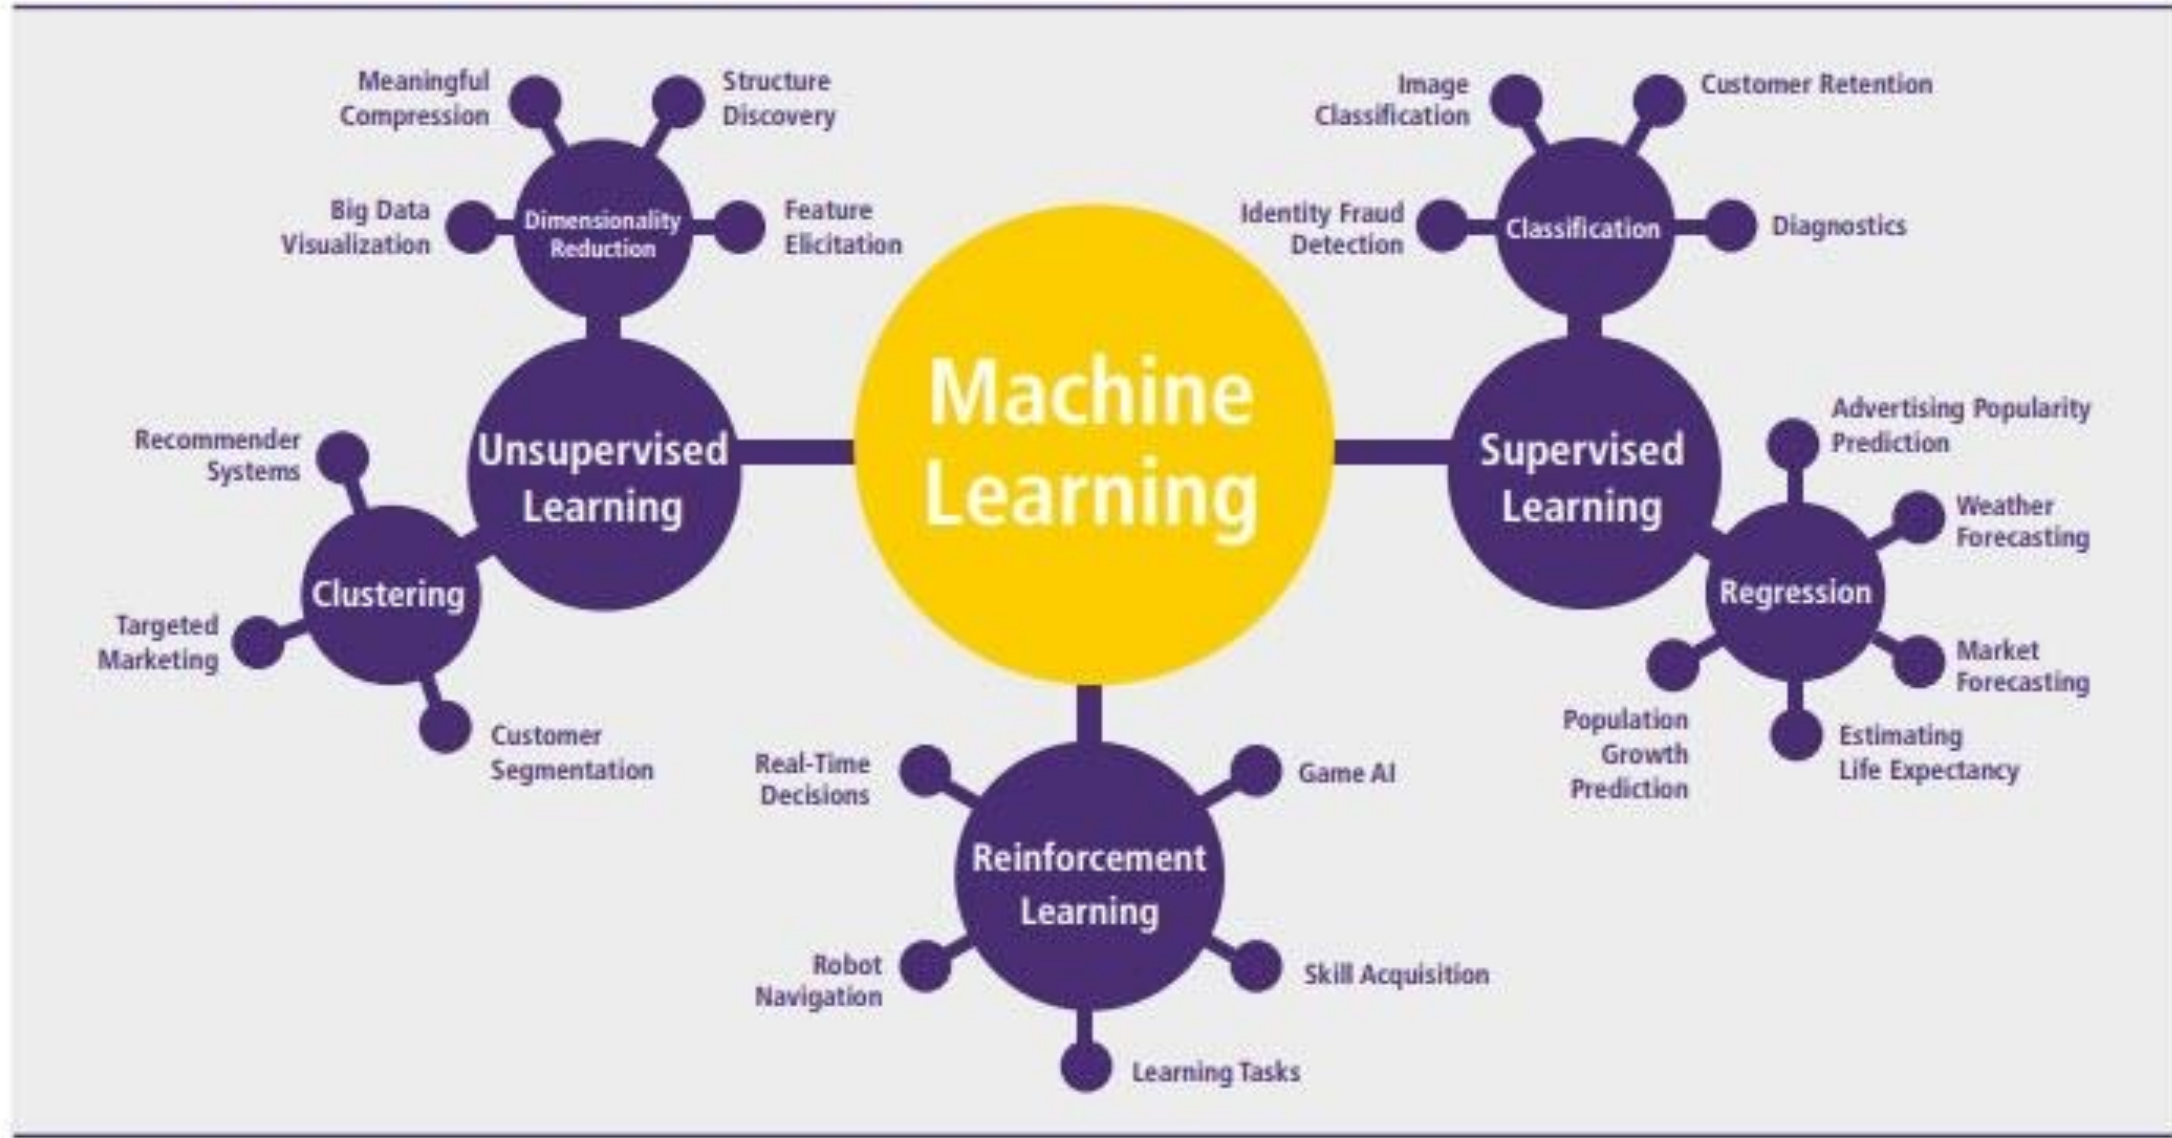 Meaningful
Compression
Structure
Discovery
Big Data
Visualization
Dimensionality
Reduction
Feature
Elicitation
Image
Classification
Customer Retention
Identity Fraud
Detection
Classification
Diagnostics
Machine
Learning
Unsupervised
Learning
Recommender
Systems
Clustering
Targeted
Marketing
Customer
Segmentation
Supervised
Learning
Advertising Popularity
Prediction
Weather
Forecasting
Regression
Market
Forecasting
Population
Growth
Prediction
Estimating
Life Expectancy
Real-Time
Decisions
Game AI
Reinforcement
Learning
Robot
Navigation
Skill Acquisition
Learning Tasks